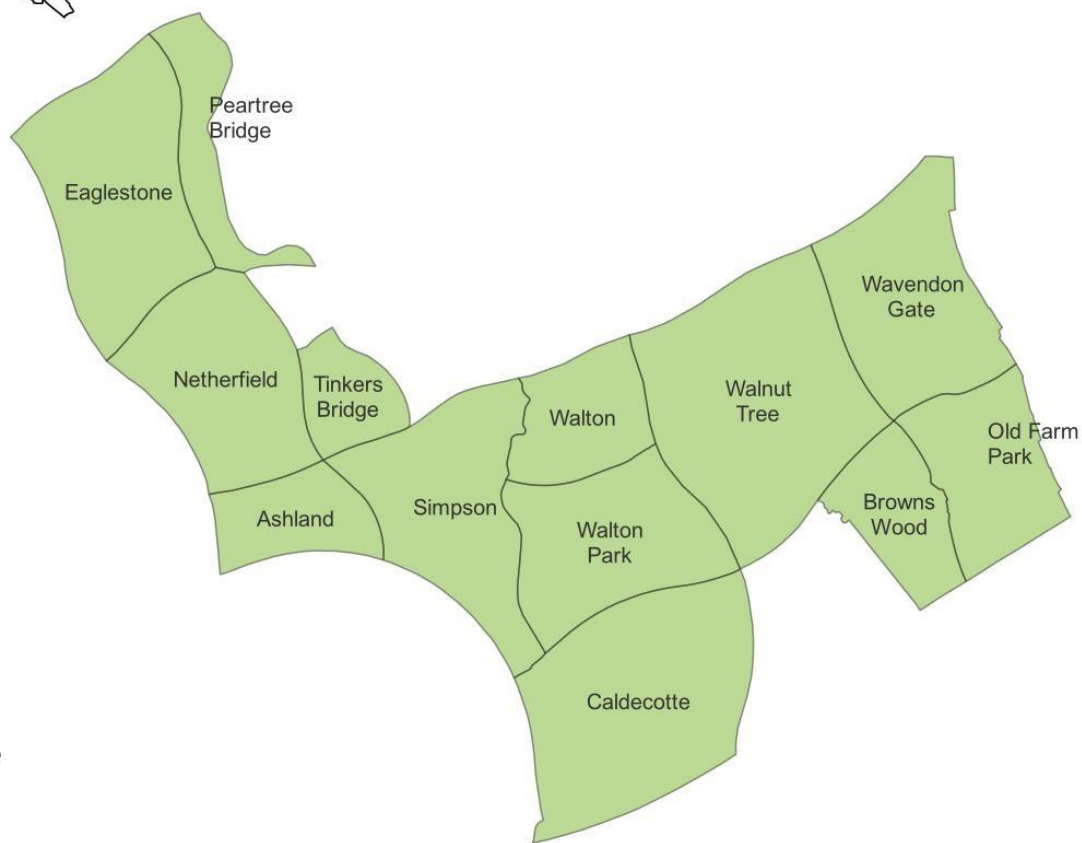 Peartree
Bridge
Eaglestone
Wavendon
Gate
Netherfield
Tinkers
Bridge
Walnut
Tree
Walton
Old Farm
Park
Simpson
Browns
Wood
Ashland
Walton
Park
Caldecotte